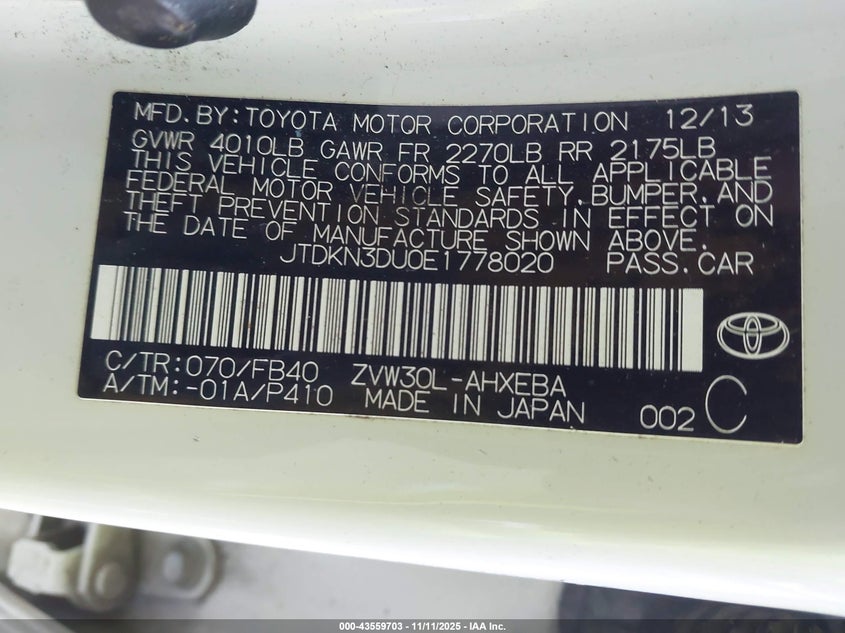 MFD.BY:TOYOTA MOTOR CORPORATION 12/13
GVWR 4010LB GAWR FR 2270LB RR 2175LB
THIS VEHICLE CONFORMS TO ALL APPLICABLE
FEDERAL MOTOR VEHICLE SAFETY,BUMPER,AND
THEFT PREVENTION STANDARDS IN EFFECT ON
THE DATE OF MANUFACTURE SHOWN ABOVE.
JTDKN3DU0E1778020 PASS.CAR
C/TR:070/FB40 ZVW30L-AHXEBA
A/TM:-01A/P410 MADE IN JAPAN 002 C
000-43559703 - 11/11/2025 - IAA Inc.